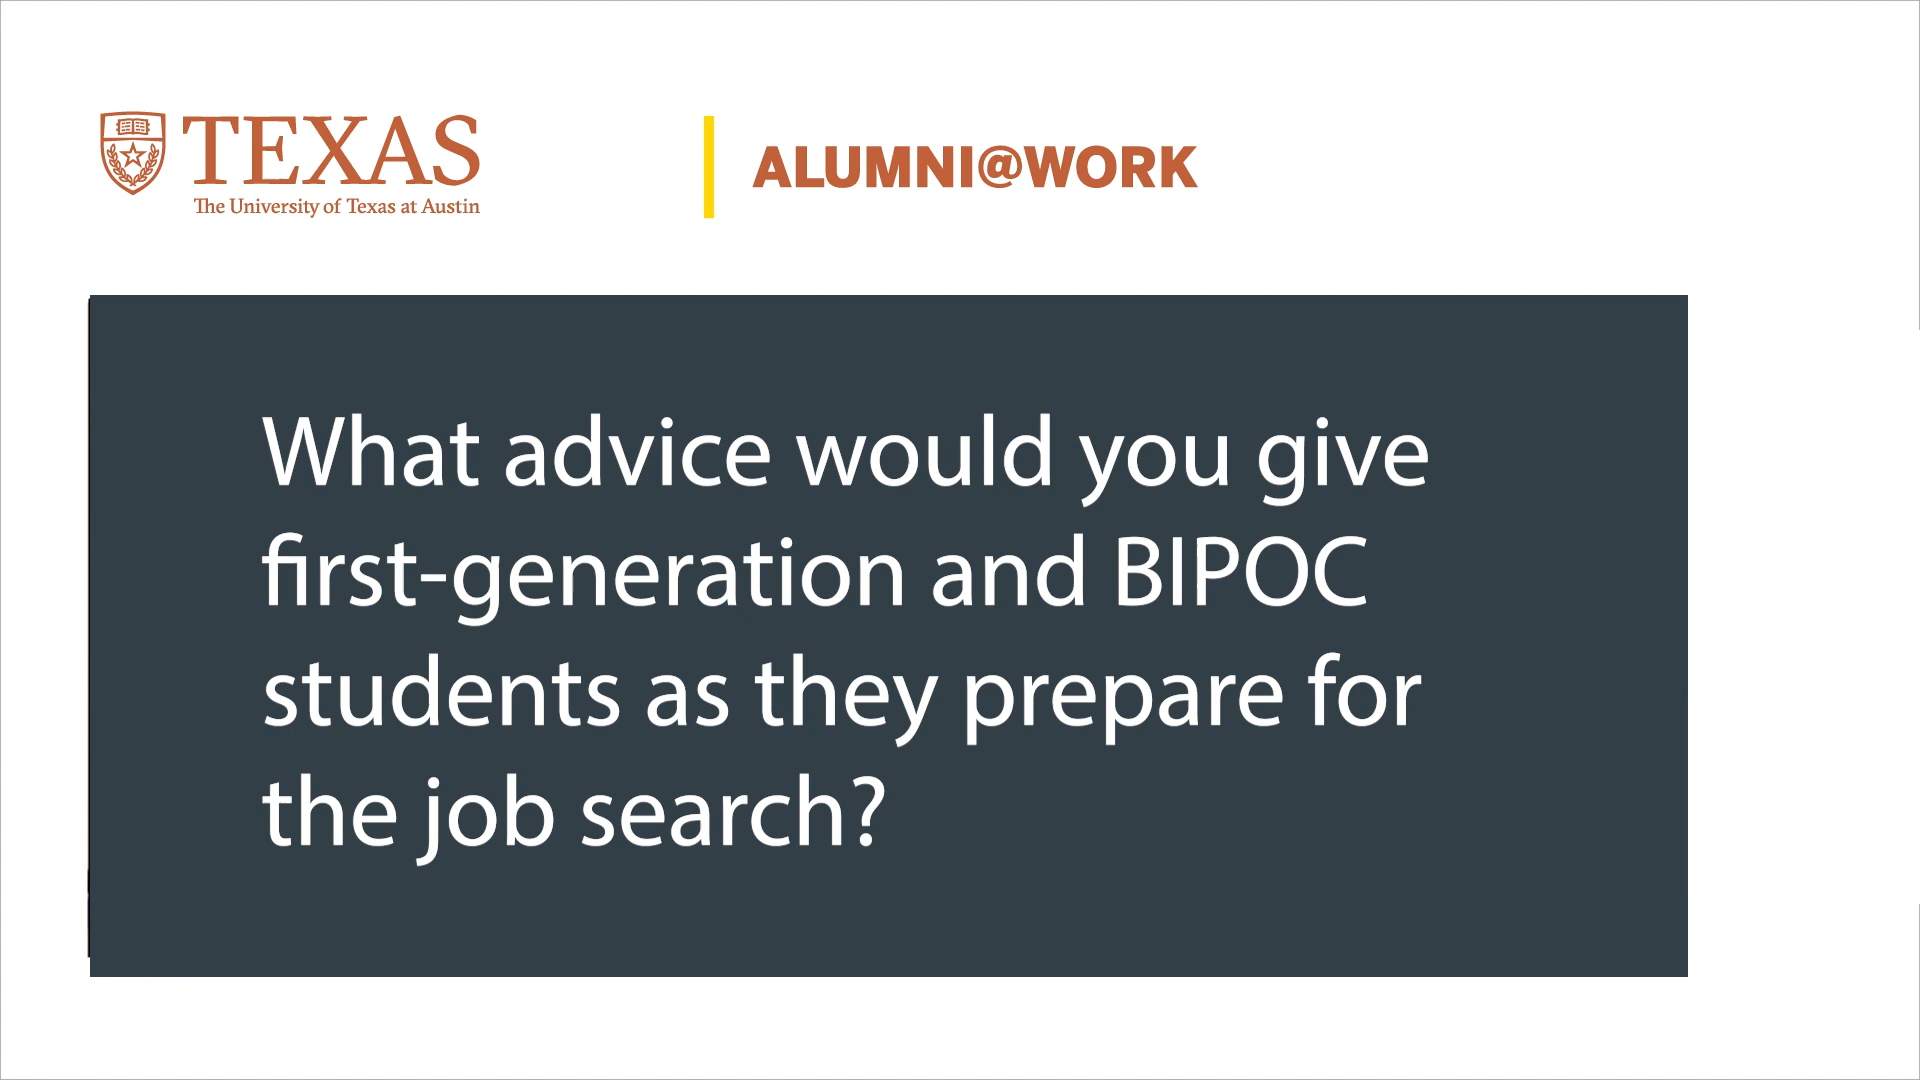 TEXAS
The University of Texas at Austin
ALUMNI@WORK
What advice would you give
first-generation and BIPOC
students as they prepare for
the job search?